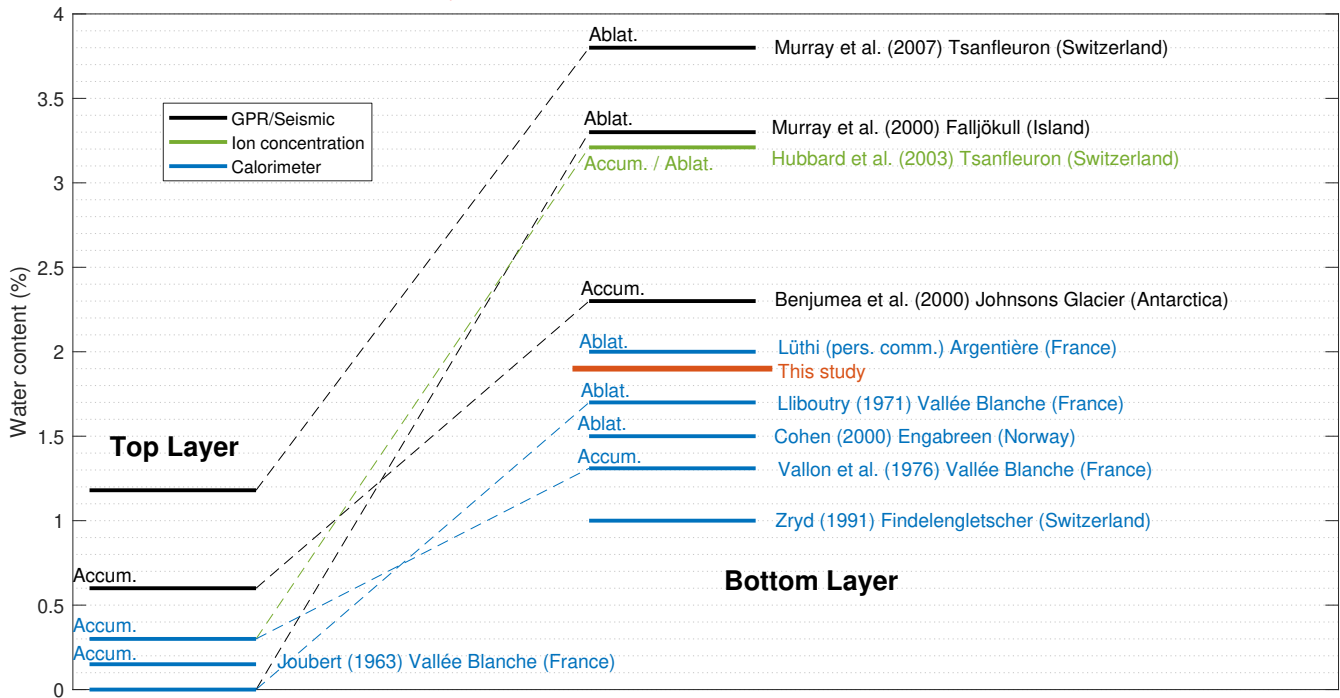 4
3.5
3
2.5
2
1.5
1
0.5
0
Water content (%)
GPR/Seismic
Ion concentration
Calorimeter
Top Layer
Accum.
Accum.
Accum.
Joubert (1963) Vallée Blanche (France)
Ablat.
Murray et al. (2007) Tsanfleuron (Switzerland)
Ablat.
Murray et al. (2000) Falljökull (Island)
Accum. / Ablat.
Hubbard et al. (2003) Tsanfleuron (Switzerland)
Accum.
Benjumea et al. (2000) Johnsons Glacier (Antarctica)
Ablat.
Lüthi (pers. comm.) Argentière (France)
This study
Ablat.
Lliboutry (1971) Vallée Blanche (France)
Ablat.
Cohen (2000) Engabreen (Norway)
Accum.
Vallon et al. (1976) Vallée Blanche (France)
Zryd (1991) Findelengletscher (Switzerland)
Bottom Layer